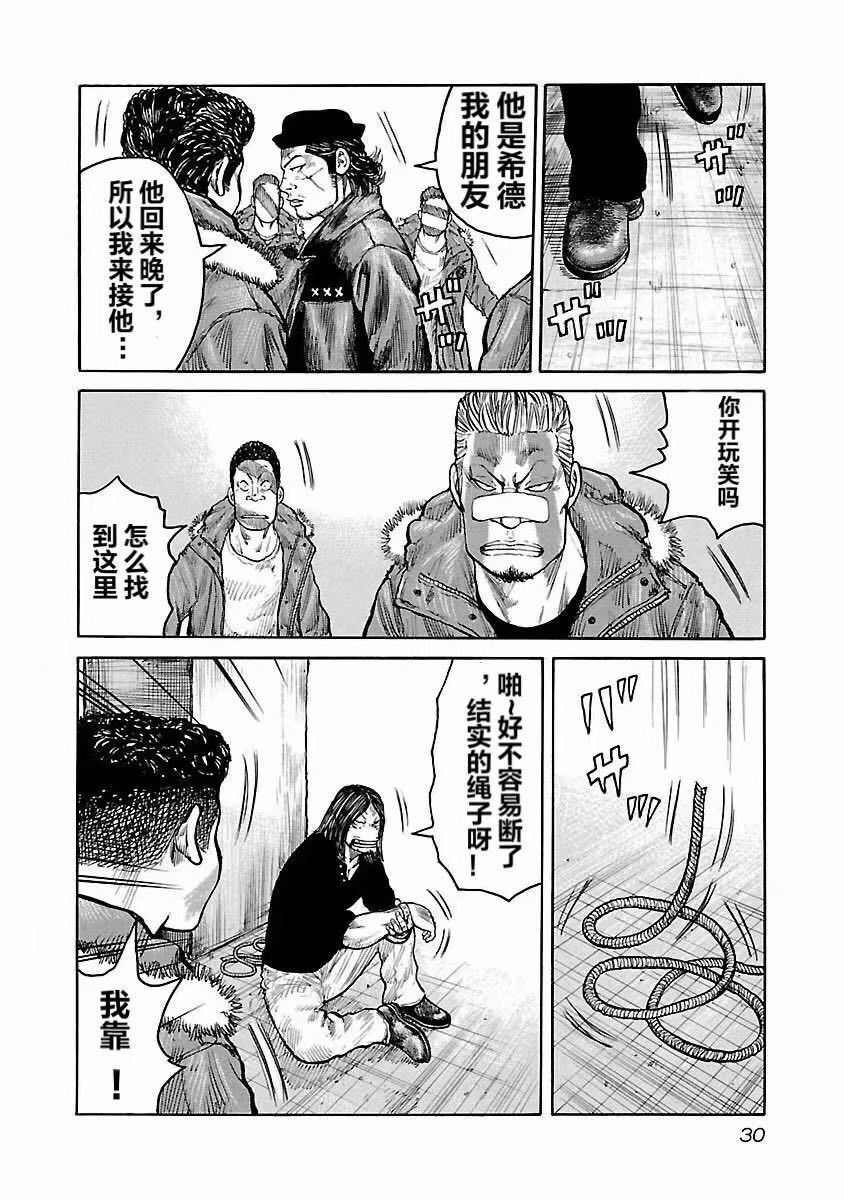 ザッ
ザッ
他是希德
我的朋友
他回来晚了，
所以我来接他…
ザッ
你开玩笑吗
怎么找
到这里
パサ
啪~好不容易断了
，结实的绳子呀！
我靠！
30